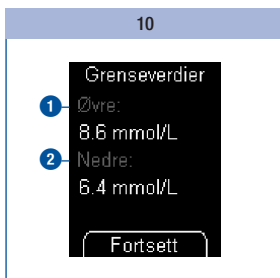 10
Grenseverdier
1 Øvre:
8.6 mmol/L
2 Nedre:
6.4 mmol/L
Fortsett